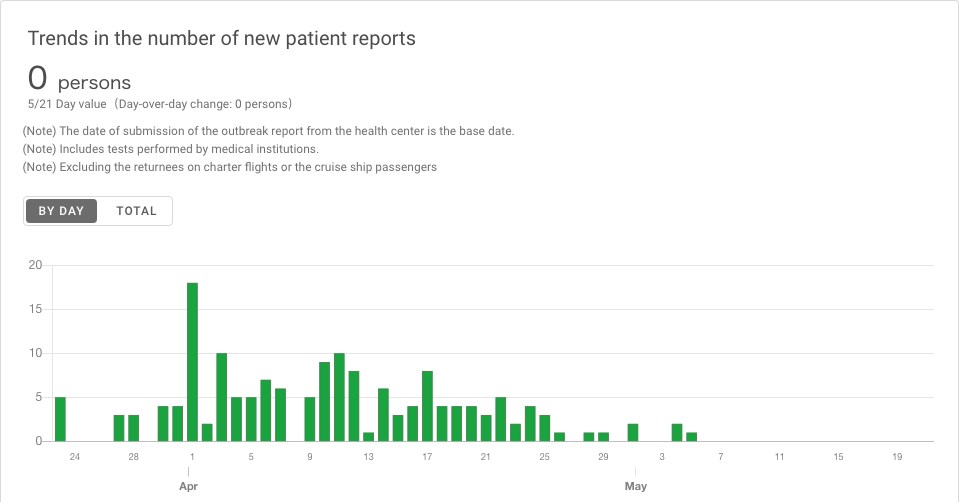 Trends in the number of new patient reports
0 persons
5/21 Day value（Day-over-day change: 0 persons）
(Note) The date of submission of the outbreak report from the health center is the base date.
(Note) Includes tests performed by medical institutions.
(Note) Excluding the returnees on charter flights or the cruise ship passengers
BY DAY TOTAL
20
15
10
5
0
24 28 1 5 9 13 17 21 25 29 3 7 11 15 19
Apr May